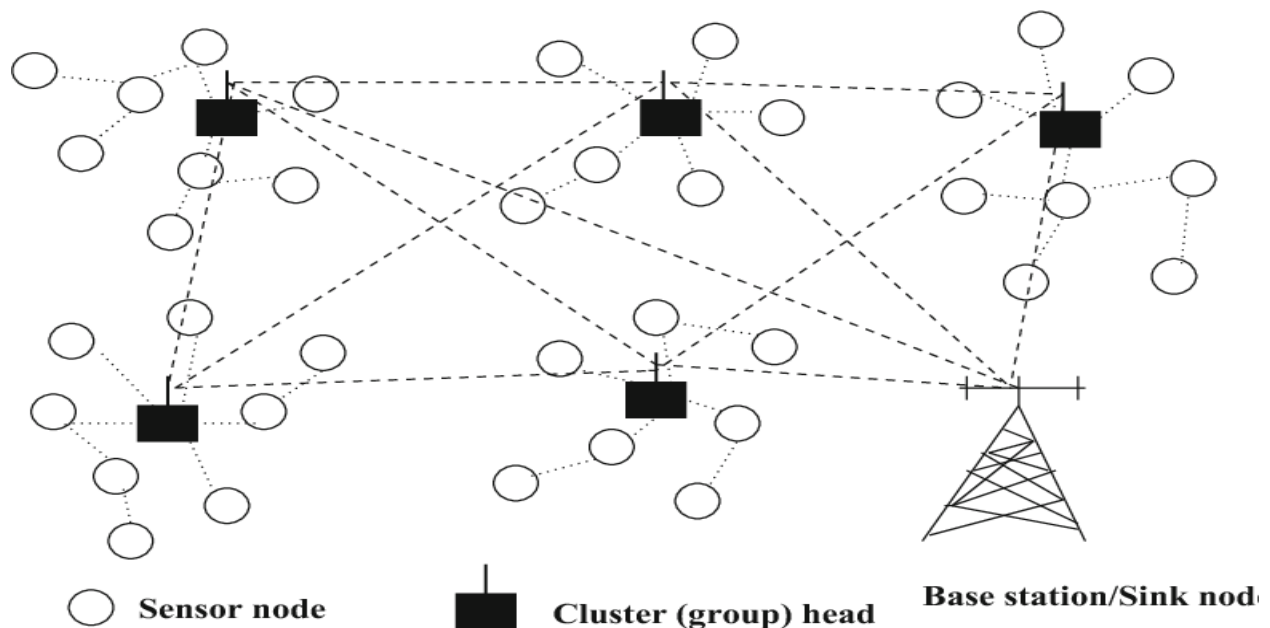 Sensor node
Cluster (group) head
Base station/Sink nod